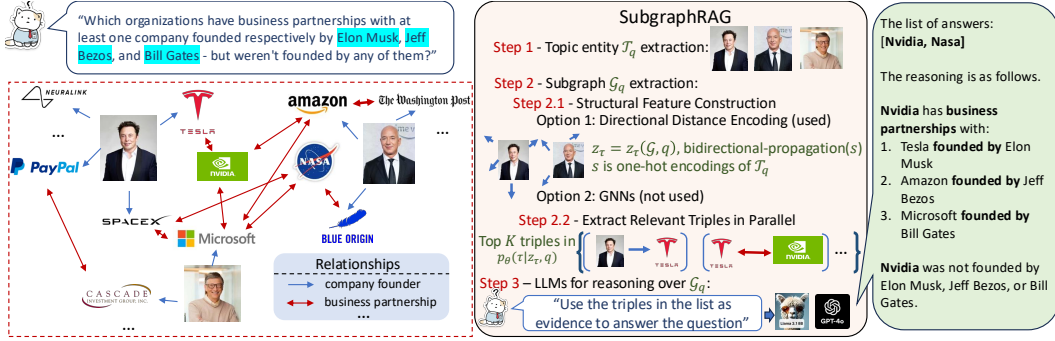 “Which organizations have business partnerships with at
least one company founded respectively by Elon Musk, Jeff
Bezos, and Bill Gates - but weren't founded by any of them?”
NEURALINK
...
TESLA
amazon
The Washington Post
...
PayPal
NVIDIA
NASA
SPACEX
Microsoft
BLUE ORIGIN
CASCADE
INVESTMENT GROUP, INC.
...
Relationships
company founder
business partnership
...
SubgraphRAG
Step 1 - Topic entity 𝒯q extraction:
Step 2 - Subgraph 𝒢q extraction:
Step 2.1 - Structural Feature Construction
Option 1: Directional Distance Encoding (used)
zτ = zτ(𝒢, q), bidirectional-propagation(s)
s is one-hot encodings of 𝒯q
Option 2: GNNs (not used)
Step 2.2 - Extract Relevant Triples in Parallel
Top K triples in
pθ(τ|zτ, q)
TESLA
TESLA
NVIDIA
...
Step 3 – LLMs for reasoning over 𝒢q:
“Use the triples in the list as
evidence to answer the question”
Llama 3.1 8B
GPT-4o
The list of answers:
[Nvidia, Nasa]
The reasoning is as follows.
Nvidia has business
partnerships with:
1. Tesla founded by Elon
Musk
2. Amazon founded by Jeff
Bezos
3. Microsoft founded by
Bill Gates
Nvidia was not founded by
Elon Musk, Jeff Bezos, or Bill
Gates.